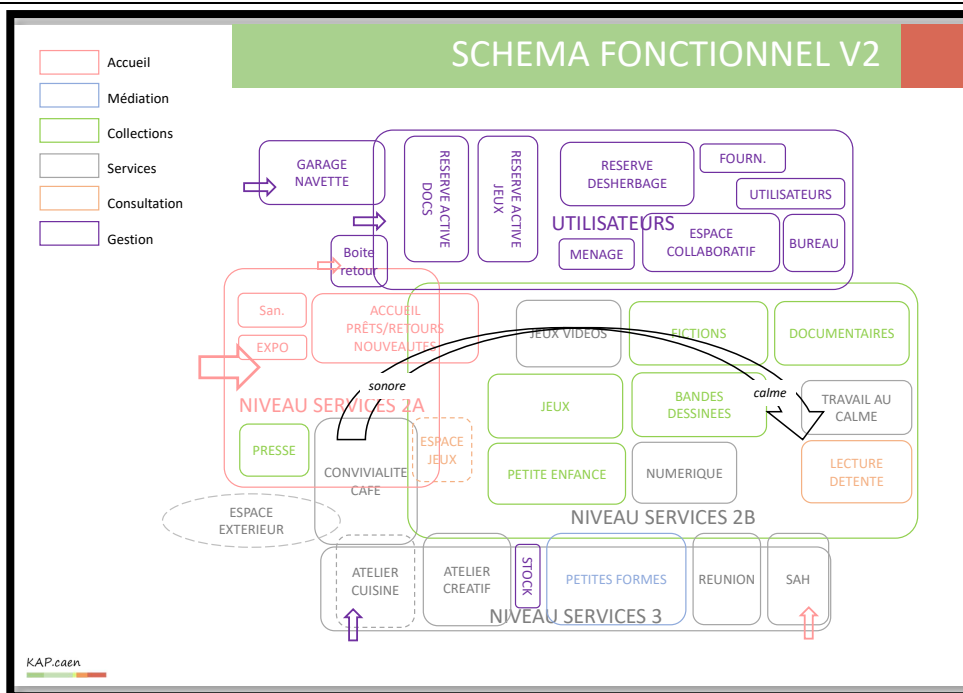 SCHEMA FONCTIONNEL V2
Accueil
Médiation
Collections
Services
Consultation
Gestion
GARAGE
NAVETTE
RESERVE ACTIVE
DOCS
RESERVE ACTIVE
JEUX
RESERVE
DESHERBAGE
FOURN.
UTILISATEURS
UTILISATEURS
MENAGE
ESPACE
COLLABORATIF
BUREAU
Boite
retour
San.
EXPO
ACCUEIL
PRÊTS/RETOURS
NOUVEAUTES
JEUX VIDEOS
FICTIONS
DOCUMENTAIRES
sonore
calme
NIVEAU SERVICES 2A
JEUX
BANDES
DESSINEES
TRAVAIL AU
CALME
PRESSE
CONVIVIALITE
CAFE
ESPACE
JEUX
PETITE ENFANCE
NUMERIQUE
LECTURE
DETENTE
ESPACE
EXTERIEUR
NIVEAU SERVICES 2B
ATELIER
CUISINE
ATELIER
CREATIF
STOCK
PETITES FORMES
REUNION
SAH
NIVEAU SERVICES 3
KAP.caen